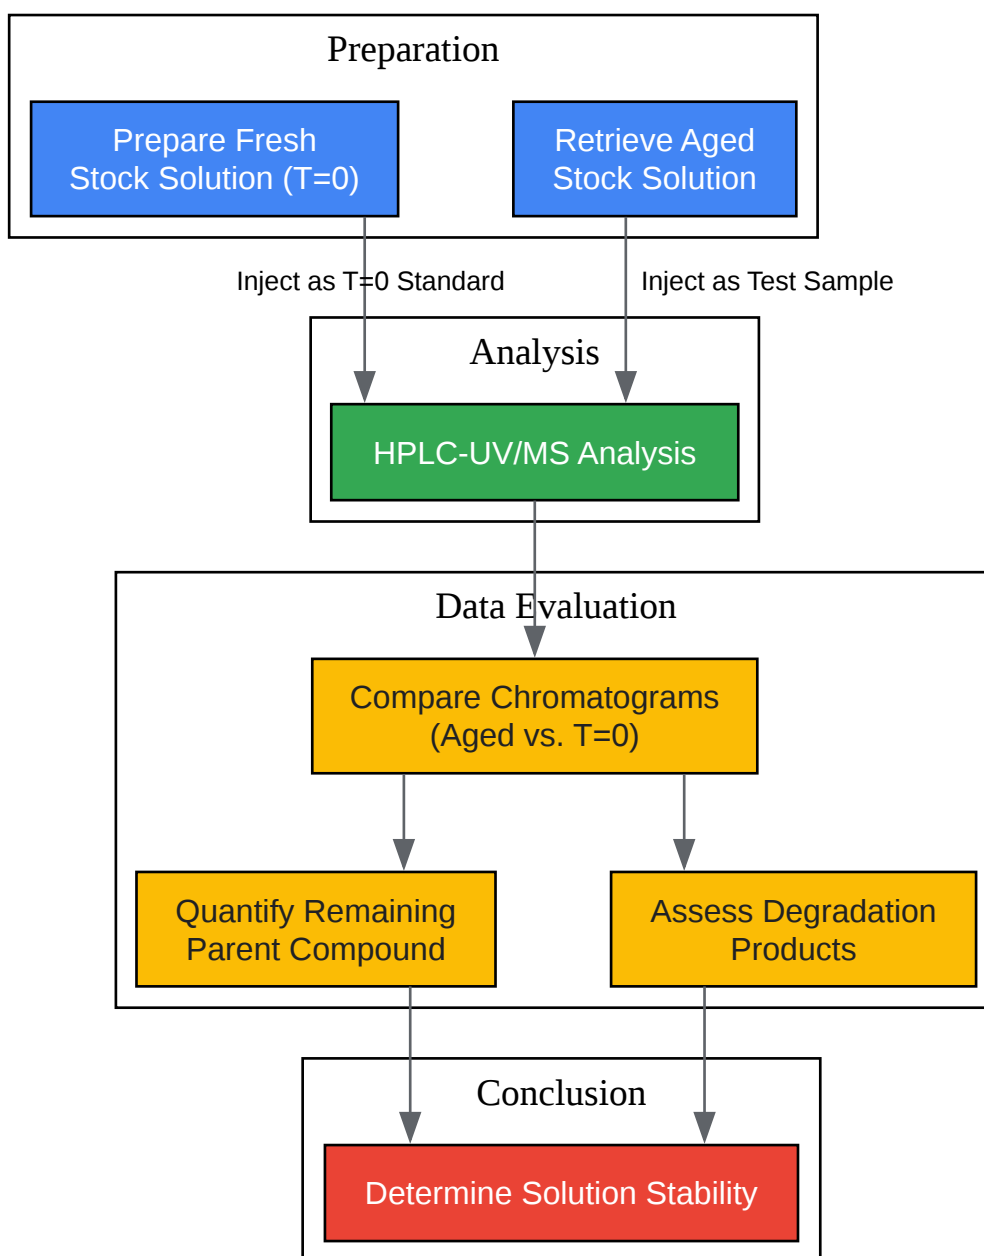 Preparation
Prepare Fresh
Stock Solution (T=0)
Retrieve Aged
Stock Solution
Inject as T=0 Standard
Inject as Test Sample
Analysis
HPLC-UV/MS Analysis
Data Evaluation
Compare Chromatograms
(Aged vs. T=0)
Quantify Remaining
Parent Compound
Assess Degradation
Products
Conclusion
Determine Solution Stability